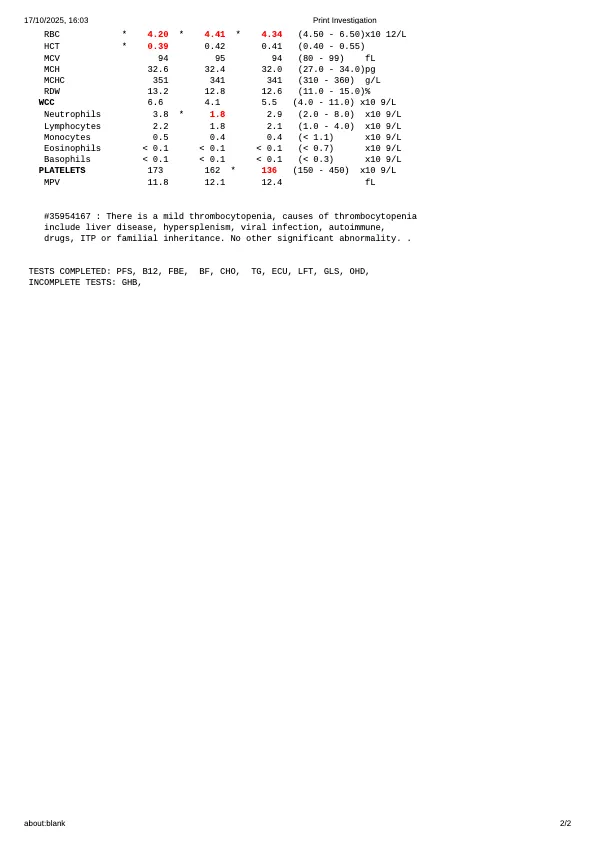 17/10/2025, 16:03 Print Investigation
RBC * 4.20 * 4.41 * 4.34 (4.50 - 6.50)x10 12/L
HCT * 0.39 0.42 0.41 (0.40 - 0.55)
MCV 94 95 94 (80 - 99) fL
MCH 32.6 32.4 32.0 (27.0 - 34.0)pg
MCHC 351 341 341 (310 - 360) g/L
RDW 13.2 12.8 12.6 (11.0 - 15.0)%
WCC 6.6 4.1 5.5 (4.0 - 11.0) x10 9/L
Neutrophils 3.8 * 1.8 2.9 (2.0 - 8.0) x10 9/L
Lymphocytes 2.2 1.8 2.1 (1.0 - 4.0) x10 9/L
Monocytes 0.5 0.4 0.4 (< 1.1) x10 9/L
Eosinophils < 0.1 < 0.1 < 0.1 (< 0.7) x10 9/L
Basophils < 0.1 < 0.1 < 0.1 (< 0.3) x10 9/L
PLATELETS 173 162 * 136 (150 - 450) x10 9/L
MPV 11.8 12.1 12.4 fL
#35954167 : There is a mild thrombocytopenia, causes of thrombocytopenia
include liver disease, hypersplenism, viral infection, autoimmune,
drugs, ITP or familial inheritance. No other significant abnormality. .
TESTS COMPLETED: PFS, B12, FBE, BF, CHO, TG, ECU, LFT, GLS, OHD,
INCOMPLETE TESTS: GHB,
about:blank 2/2